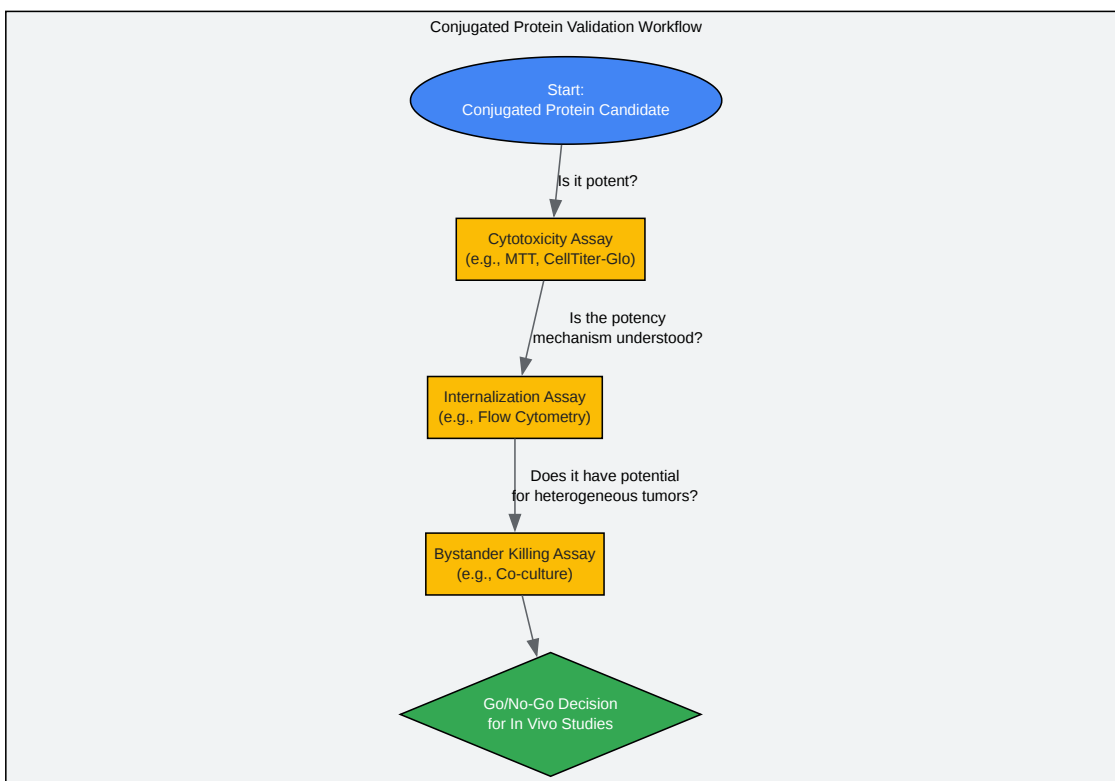 Conjugated Protein Validation Workflow
Start:
Conjugated Protein Candidate
Is it potent?
Cytotoxicity Assay
(e.g., MTT, CellTiter-Glo)
Is the potency
mechanism understood?
Internalization Assay
(e.g., Flow Cytometry)
Does it have potential
for heterogeneous tumors?
Bystander Killing Assay
(e.g., Co-culture)
Go/No-Go Decision
for In Vivo Studies